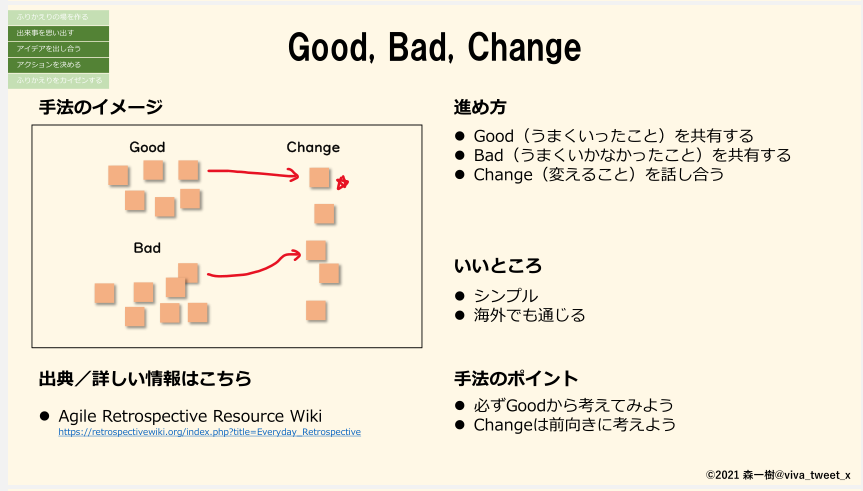 ふりかえりの場を作る
出来事を思い出す
アイデアを出し合う
アクションを決める
ふりかえりをカイゼンする
Good, Bad, Change
手法のイメージ
Good
Change
Bad
出典／詳しい情報はこちら
● Agile Retrospective Resource Wiki
https://retrospectivewiki.org/index.php?title=Everyday_Retrospective
進め方
● Good（うまくいったこと）を共有する
● Bad（うまくいかなかったこと）を共有する
● Change（変えること）を話し合う
いいところ
● シンプル
● 海外でも通じる
手法のポイント
● 必ずGoodから考えてみよう
● Changeは前向きに考えよう
©2021 森一樹@viva_tweet_x